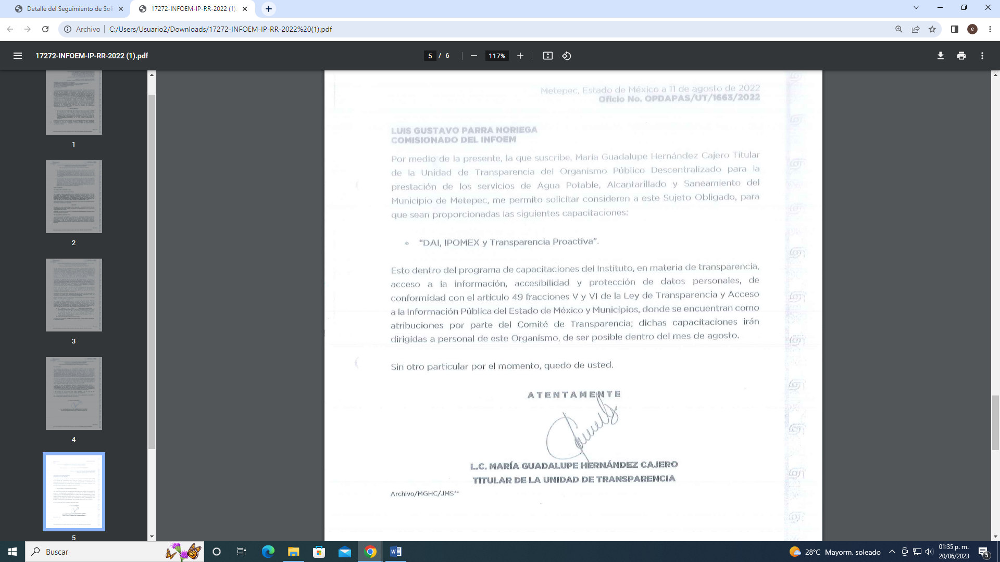 Detalle del Seguimiento de Soli
17272-INFOEM-IP-RR-2022 (1).
Archivo
C:/Users/Usuario2/Downloads/17272-INFOEM-IP-RR-2022%20(1).pdf
e
17272-INFOEM-IP-RR-2022 (1).pdf
5 / 6
117%
1
2
3
4
5
Metepec, Estado de México a 11 de agosto de 2022
Oficio No. OPDAPAS/UT/1663/2022
LUIS GUSTAVO PARRA NORIEGA
COMISIONADO DEL INFOEM
Por medio de la presente, la que suscribe, María Guadalupe Hernández Cajero Titular
de la Unidad de Transparencia del Organismo Público Descentralizado para la
prestación de los servicios de Agua Potable, Alcantarillado y Saneamiento del
Municipio de Metepec, me permito solicitar consideren a este Sujeto Obligado, para
que sean proporcionadas las siguientes capacitaciones:
• "DAI, IPOMEX y Transparencia Proactiva".
Esto dentro del programa de capacitaciones del Instituto, en materia de transparencia,
acceso a la información, accesibilidad y protección de datos personales, de
conformidad con el artículo 49 fracciones V y VI de la Ley de Transparencia y Acceso
a la Información Pública del Estado de México y Municipios, donde se encuentran como
atribuciones por parte del Comité de Transparencia; dichas capacitaciones irán
dirigidas a personal de este Organismo, de ser posible dentro del mes de agosto.
Sin otro particular por el momento, quedo de usted.
ATENTAMENTE
L.C. MARÍA GUADALUPE HERNÁNDEZ CAJERO
TITULAR DE LA UNIDAD DE TRANSPARENCIA
Archivo/MGHC/JMS**
Buscar
28°C Mayorm. soleado
01:35 p. m.
20/06/2023
5